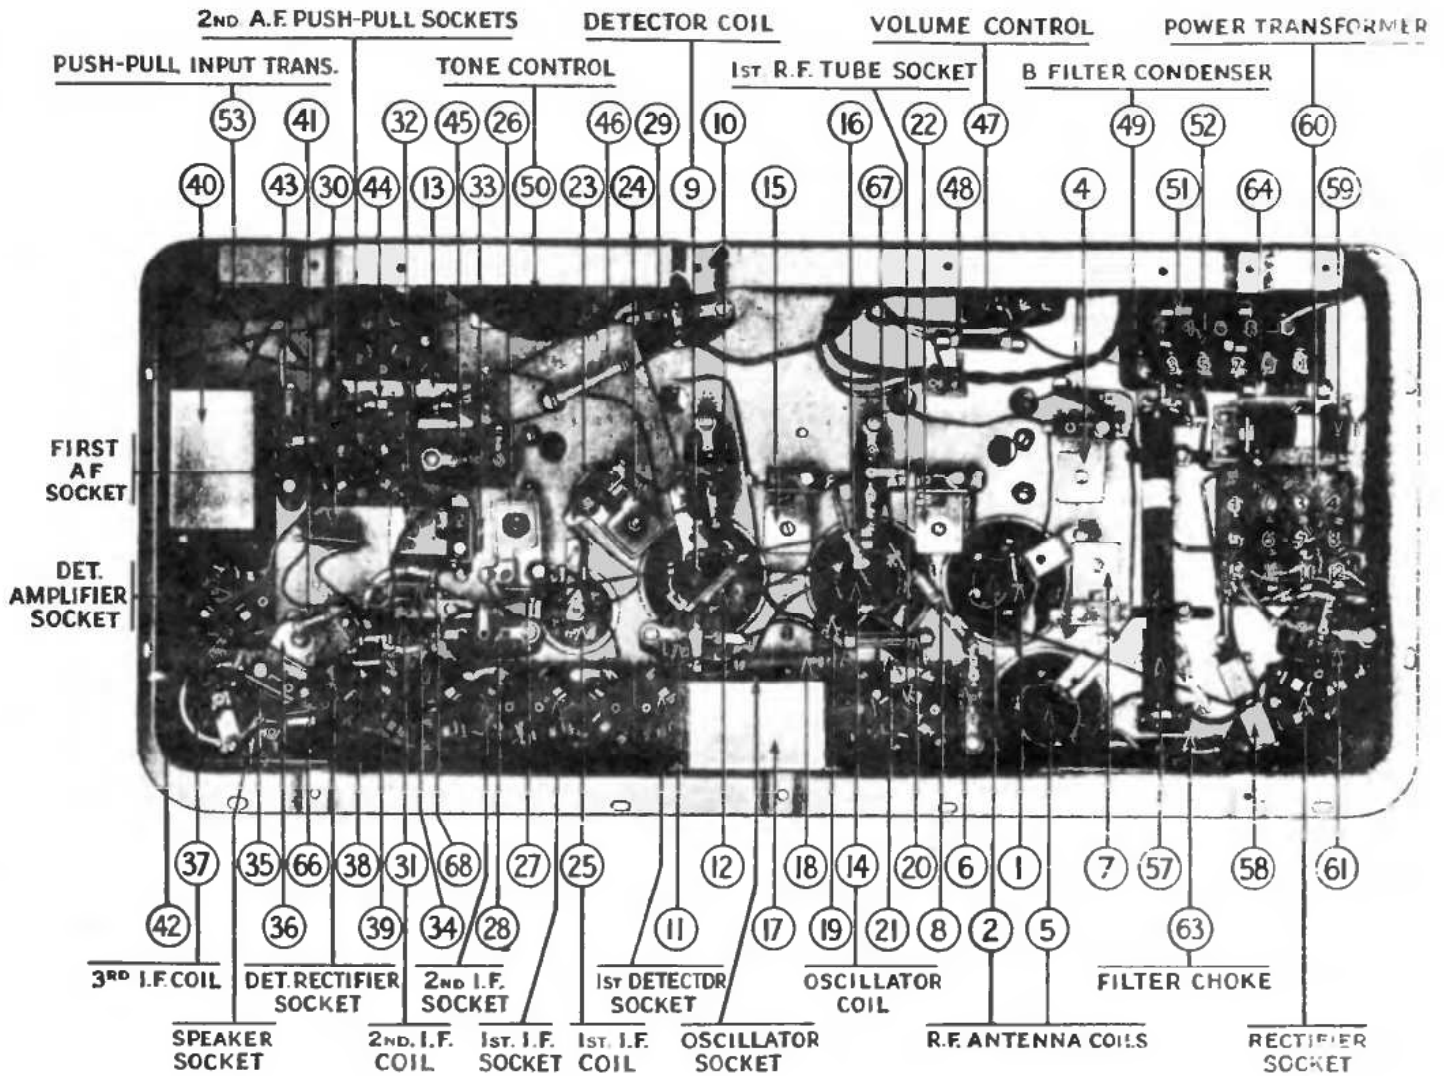 2ND. A.F. PUSH-PULL SOCKETS
DETECTOR COIL
VOLUME CONTROL
POWER TRANSFORMER
PUSH-PULL INPUT TRANS.
TONE CONTROL
1ST. R.F. TUBE SOCKET
B FILTER CONDENSER
53 41 32 45 26 46 29 10 16 22 47 49 52 60
40 43 30 44 13 33 50 23 24 9 15 67 48 4 51 64 59
FIRST
A F
SOCKET
DET.
AMPLIFIER
SOCKET
37 35 66 38 31 68 27 25 12 18 14 20 6 1 7 57 58 61
42 36 39 34 28 11 17 19 21 8 2 5 63
3RD I.F. COIL
DET. RECTIFIER
SOCKET
2ND I.F.
SOCKET
1ST DETECTOR
SOCKET
OSCILLATOR
COIL
FILTER CHOKE
SPEAKER
SOCKET
2ND. I.F.
COIL
1ST. I.F.
SOCKET
1ST. I.F.
COIL
OSCILLATOR
SOCKET
R.F. ANTENNA COILS
RECTIFIER
SOCKET